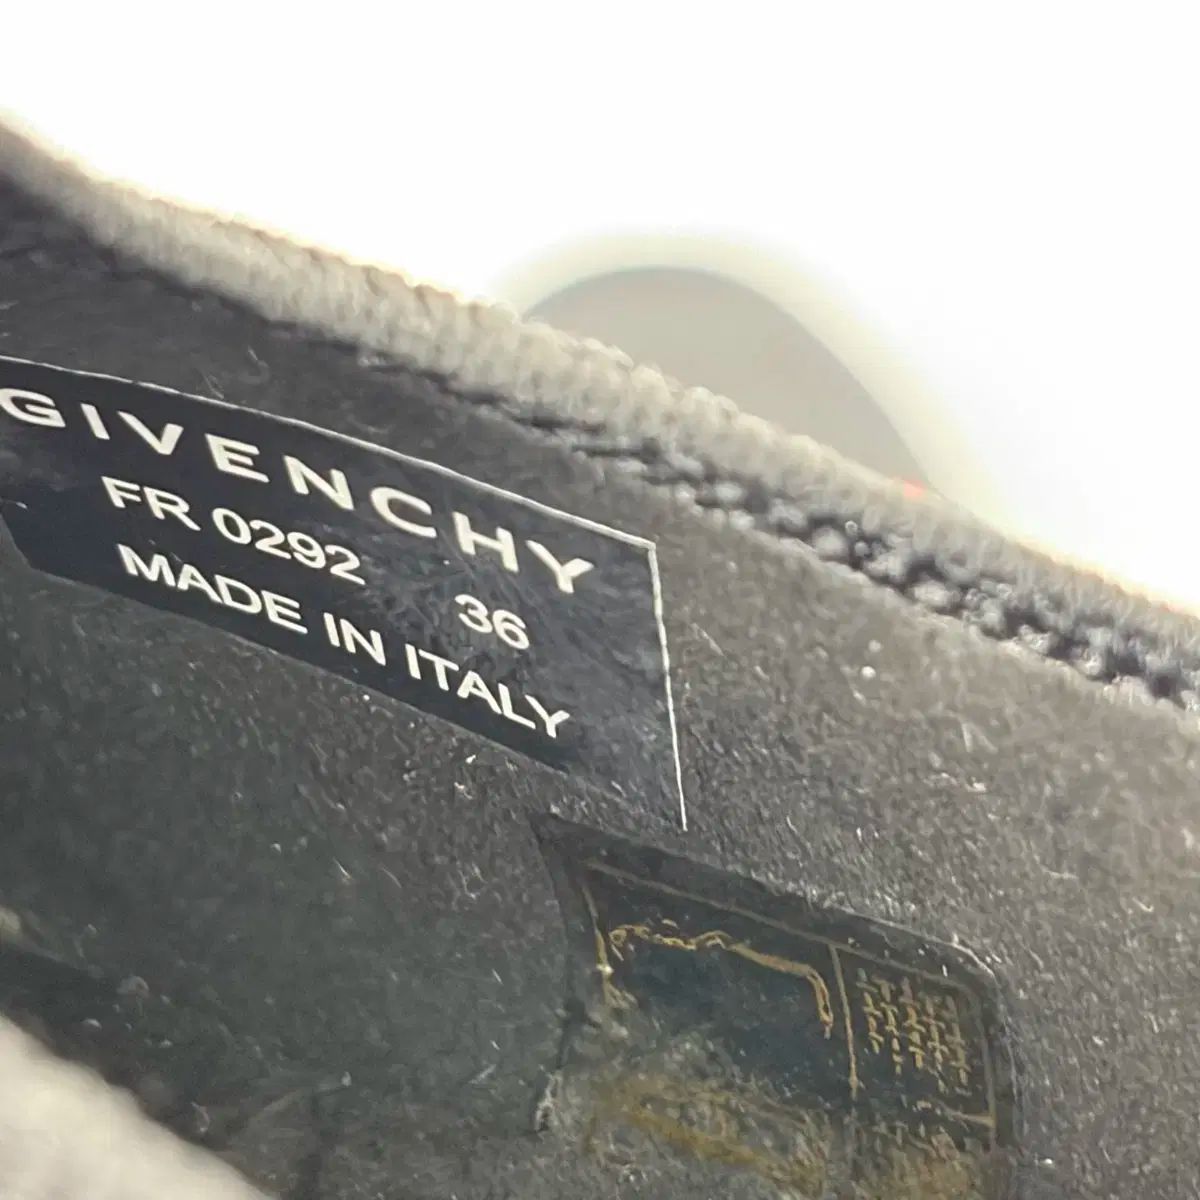 GIVENCHY
FR 0292 36
MADE IN ITALY